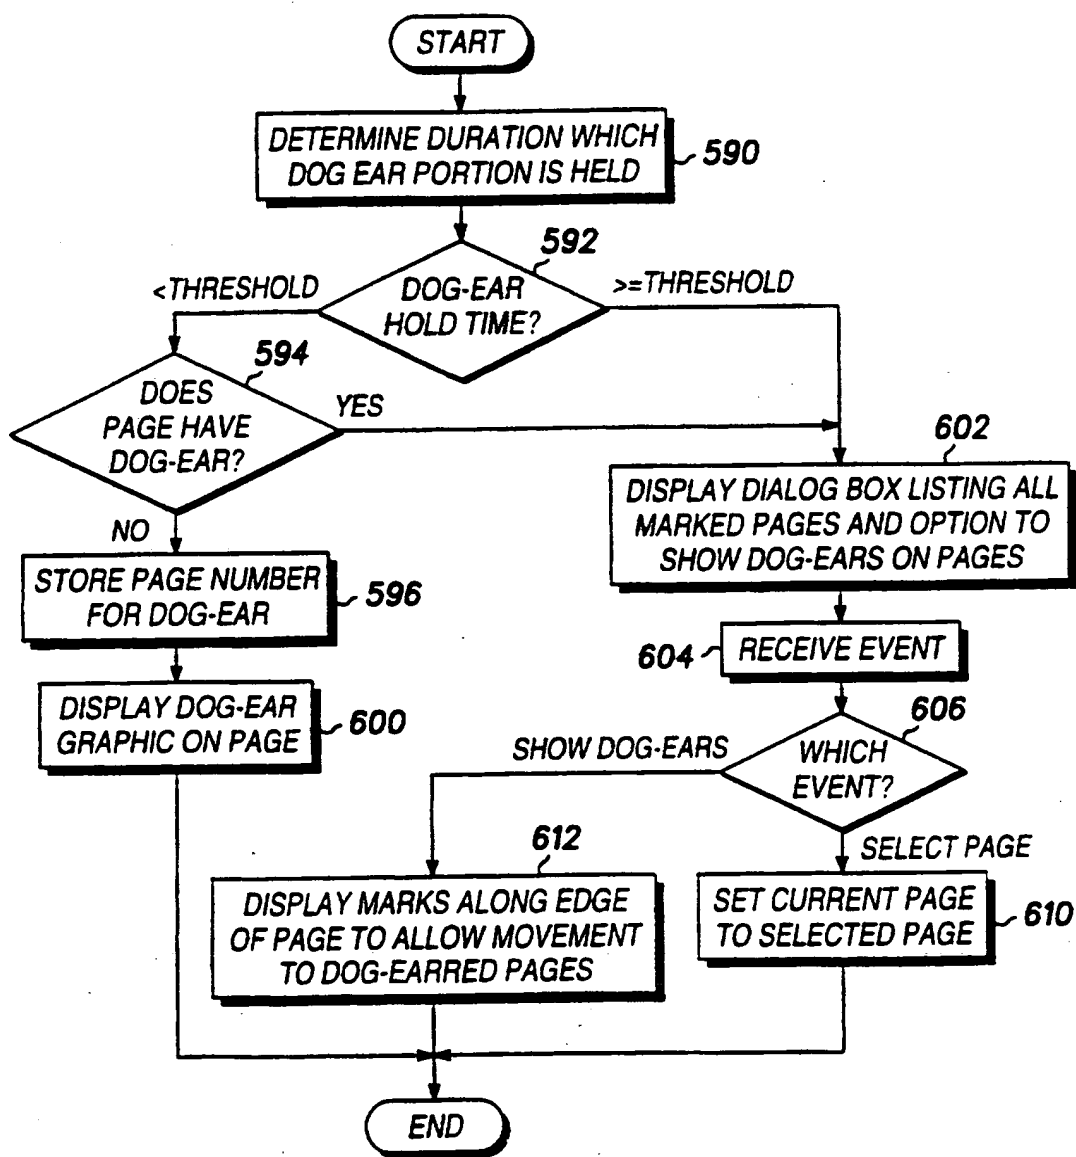 START
DETERMINE DURATION WHICH
DOG EAR PORTION IS HELD
590
592
<THRESHOLD
DOG-EAR
HOLD TIME?
>=THRESHOLD
594
DOES
PAGE HAVE
DOG-EAR?
YES
NO
602
DISPLAY DIALOG BOX LISTING ALL
MARKED PAGES AND OPTION TO
SHOW DOG-EARS ON PAGES
STORE PAGE NUMBER
FOR DOG-EAR
596
604
RECEIVE EVENT
DISPLAY DOG-EAR
GRAPHIC ON PAGE
600
606
SHOW DOG-EARS
WHICH
EVENT?
SELECT PAGE
612
DISPLAY MARKS ALONG EDGE
OF PAGE TO ALLOW MOVEMENT
TO DOG-EARRED PAGES
SET CURRENT PAGE
TO SELECTED PAGE
610
END